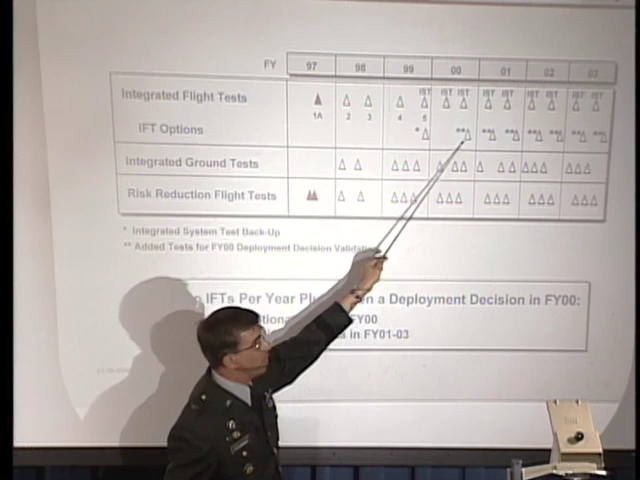 FY 97 98 99 00 01 02 03
Integrated Flight Tests
IST IST IST IST IST IST IST IST IST
1A 2 3 4 5
IFT Options * ** ** ** ** ** ** **
Integrated Ground Tests
Risk Reduction Flight Tests
* Integrated System Test Back-Up
** Added Tests for FY00 Deployment Decision
IFTs Per Year a Deployment Decision in FY00:
FY00
in FY01-03